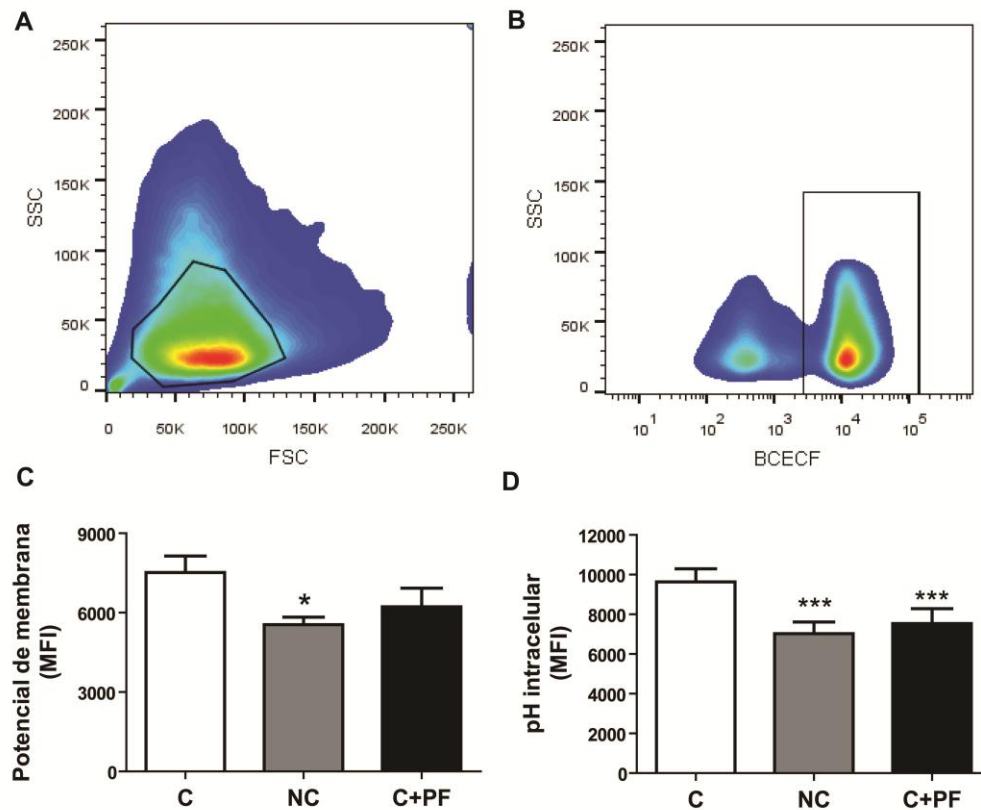 A
250K
200K
150K
100K
50K
0
SSC
0 50K 100K 150K 200K 250K
FSC
B
250K
200K
150K
100K
50K
0
SSC
10^1 10^2 10^3 10^4 10^5
BCECF
C
Potencial de membrana
(MFI)
9000
6000
3000
0
*
C NC C+PF
D
pH intracelular
(MFI)
12000
10000
8000
6000
4000
2000
0
*** ***
C NC C+PF